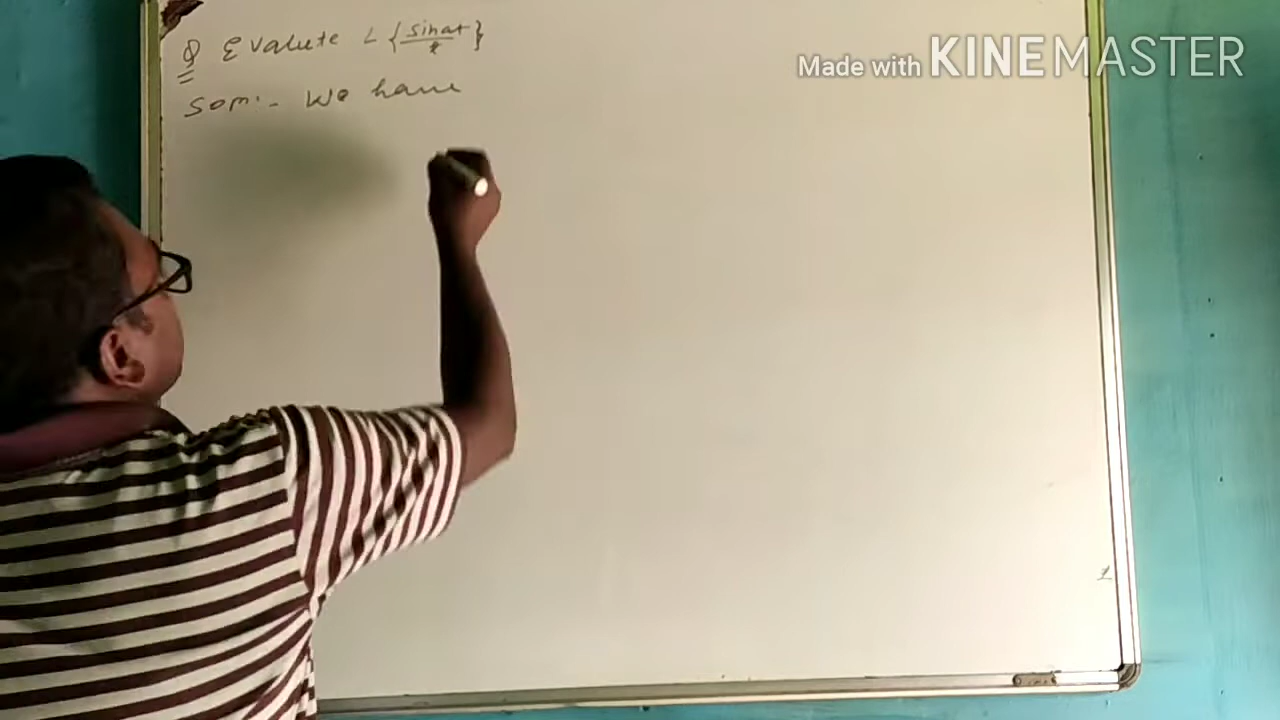 Q Evalute L {sinat/t}
Soln:- We have
Made with KINEMASTER